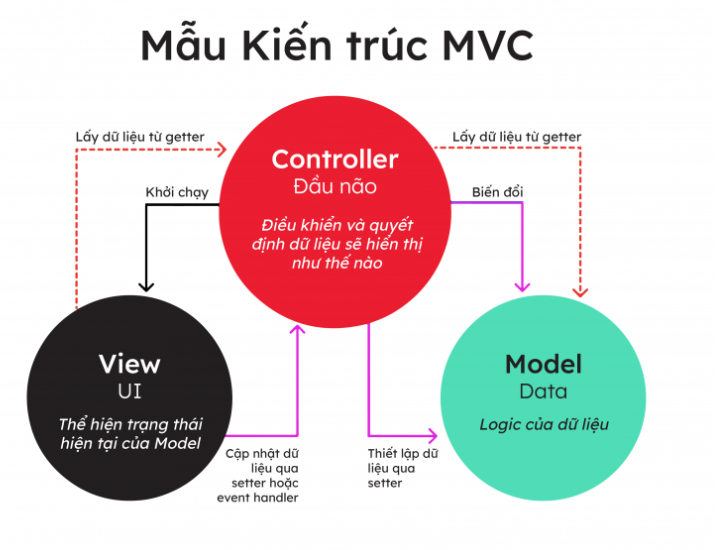 Mẫu Kiến trúc MVC
Lấy dữ liệu từ getter
Lấy dữ liệu từ getter
Controller
Đầu não
Điều khiển và quyết
định dữ liệu sẽ hiển thị
như thế nào
Khởi chạy
Biến đổi
View
UI
Thể hiện trạng thái
hiện tại của Model
Model
Data
Logic của dữ liệu
Cập nhật dữ
liệu qua
setter hoặc
event handler
Thiết lập dữ
liệu qua
setter